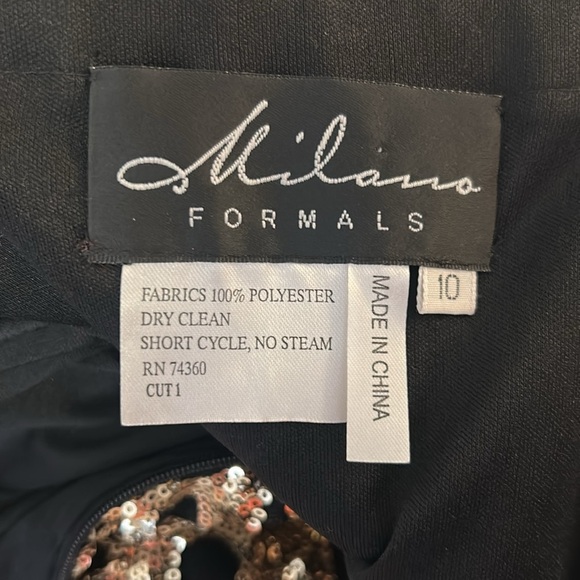 Milano
FORMALS
FABRICS 100% POLYESTER
DRY CLEAN
SHORT CYCLE, NO STEAM
RN 74360
CUT 1
MADE IN CHINA
10